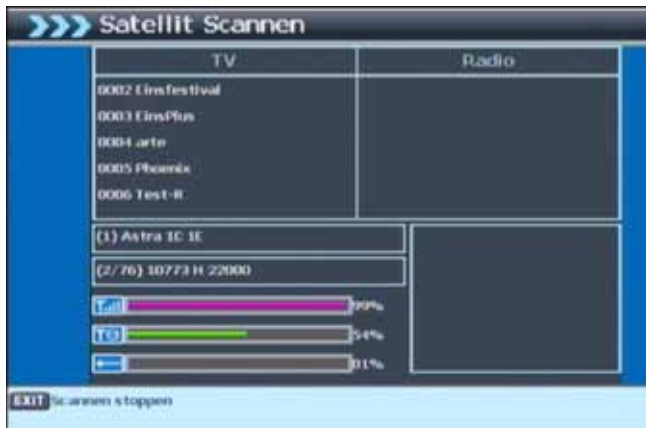 Satellit Scannen
TV
Radio
0002 Einsfestival
0003 EinsPlus
0004 arte
0005 Phoenix
0006 Test-R
(1) Astra 1C 1E
(2/76) 10773 H 22000
99%
54%
01%
EXIT Scannen stoppen